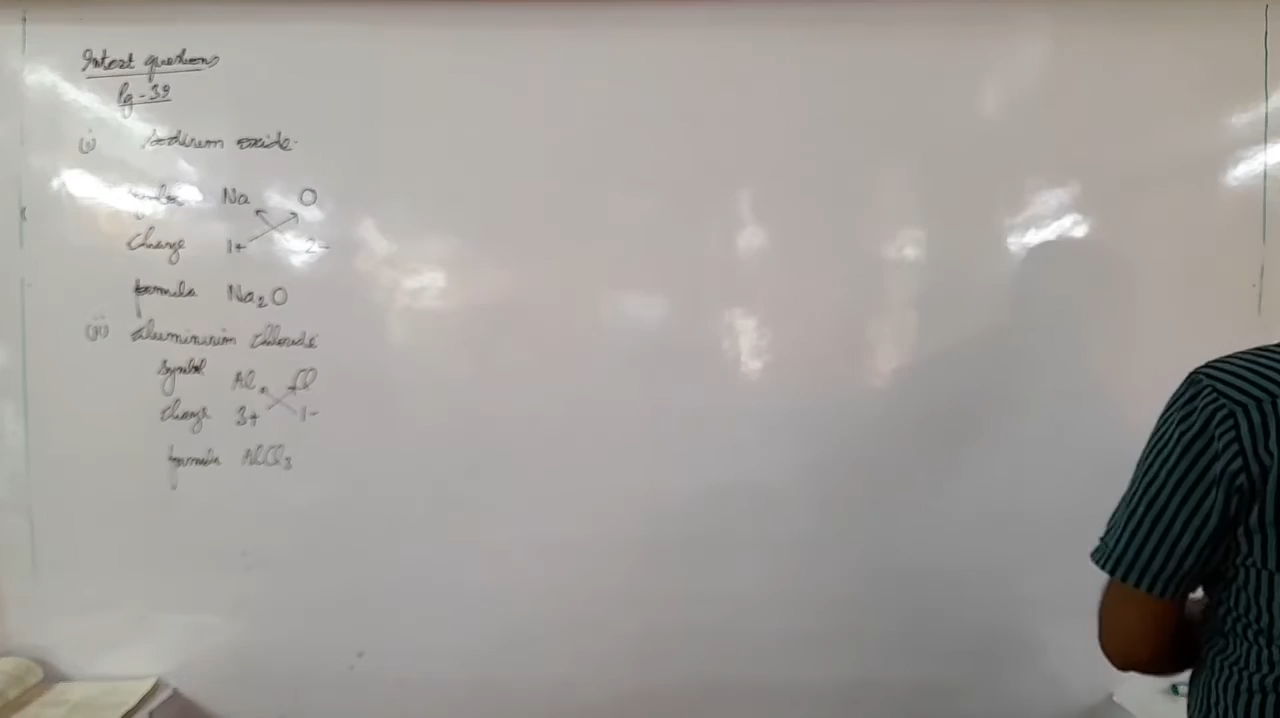 Intext questions
Pg-39
(i) Sodium oxide
Symbol Na O
Charge 1+ 2-
formula Na₂O
(ii) Aluminium chloride
Symbol Al Cl
Charge 3+ 1-
formula AlCl₃